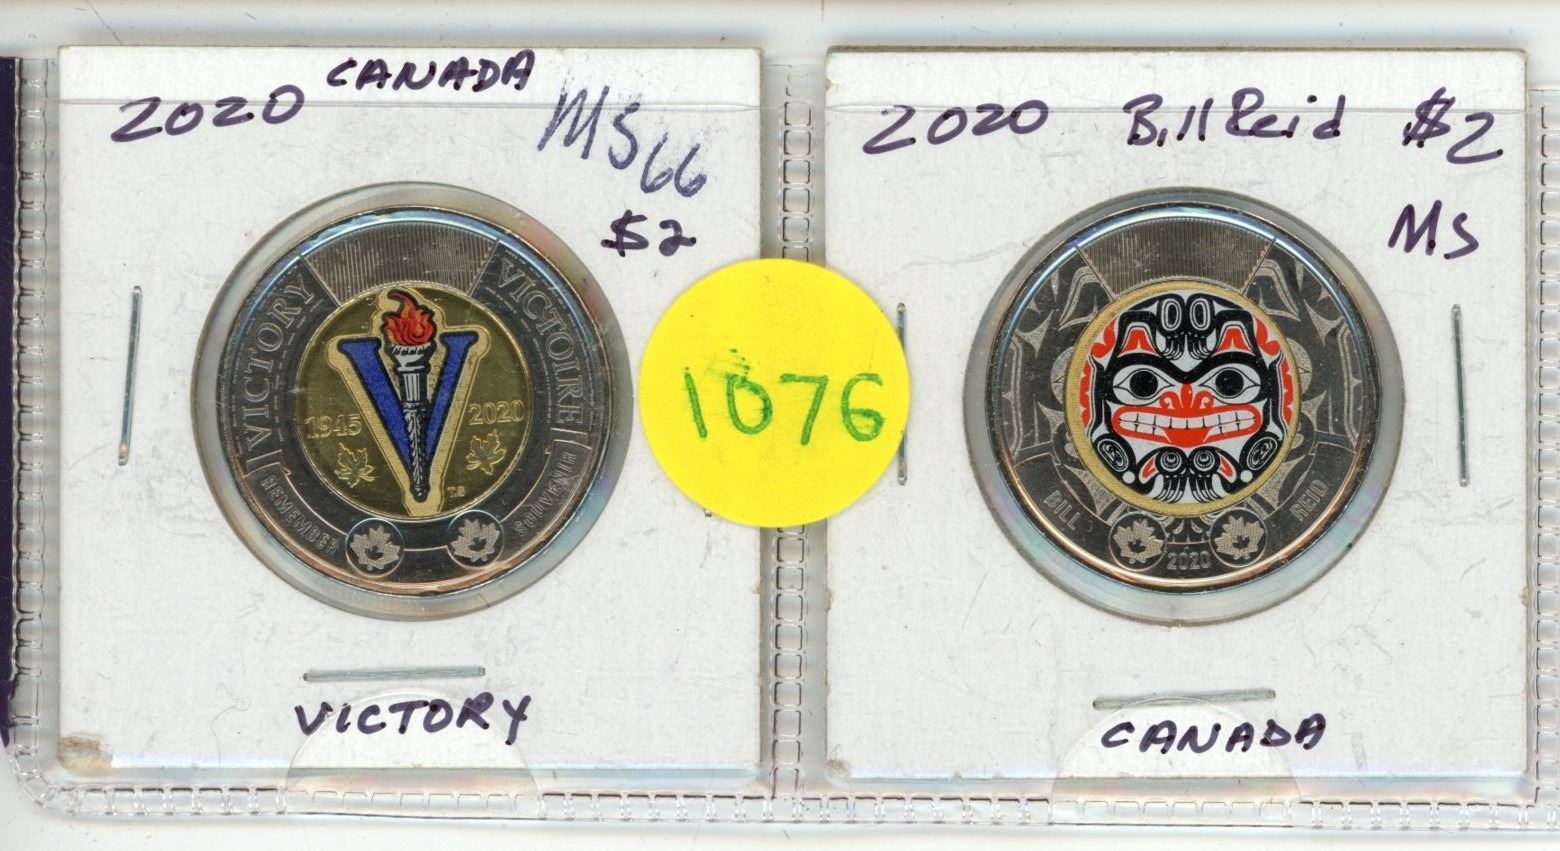 2020 CANADA
MS66
$2
VICTORY VICTOIRE
1945 2020
T.B
REMEMBER SOUVENIR
VICTORY
1076
2020 Bill Reid $2
MS
BILL REID
2020
CANADA